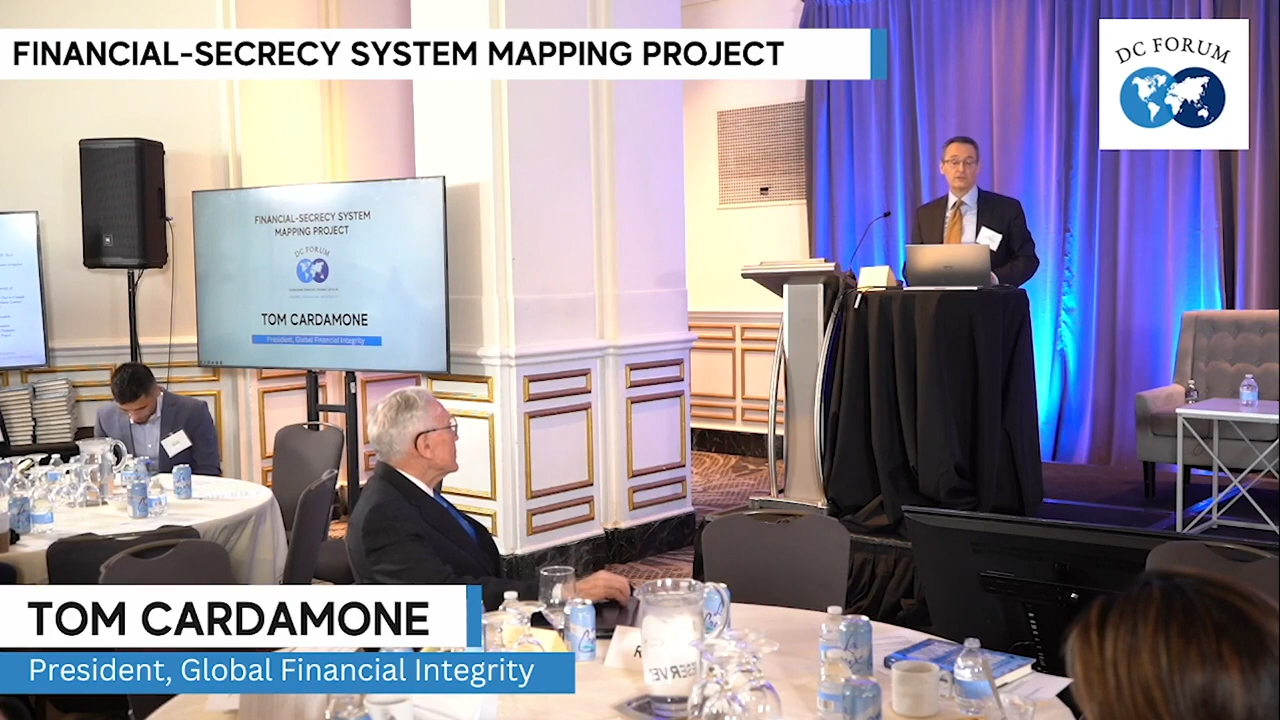 FINANCIAL-SECRECY SYSTEM MAPPING PROJECT
DC FORUM
FINANCIAL-SECRECY SYSTEM
MAPPING PROJECT
DC FORUM
TOM CARDAMONE
President, Global Financial Integrity
RESERVE
TOM CARDAMONE
President, Global Financial Integrity